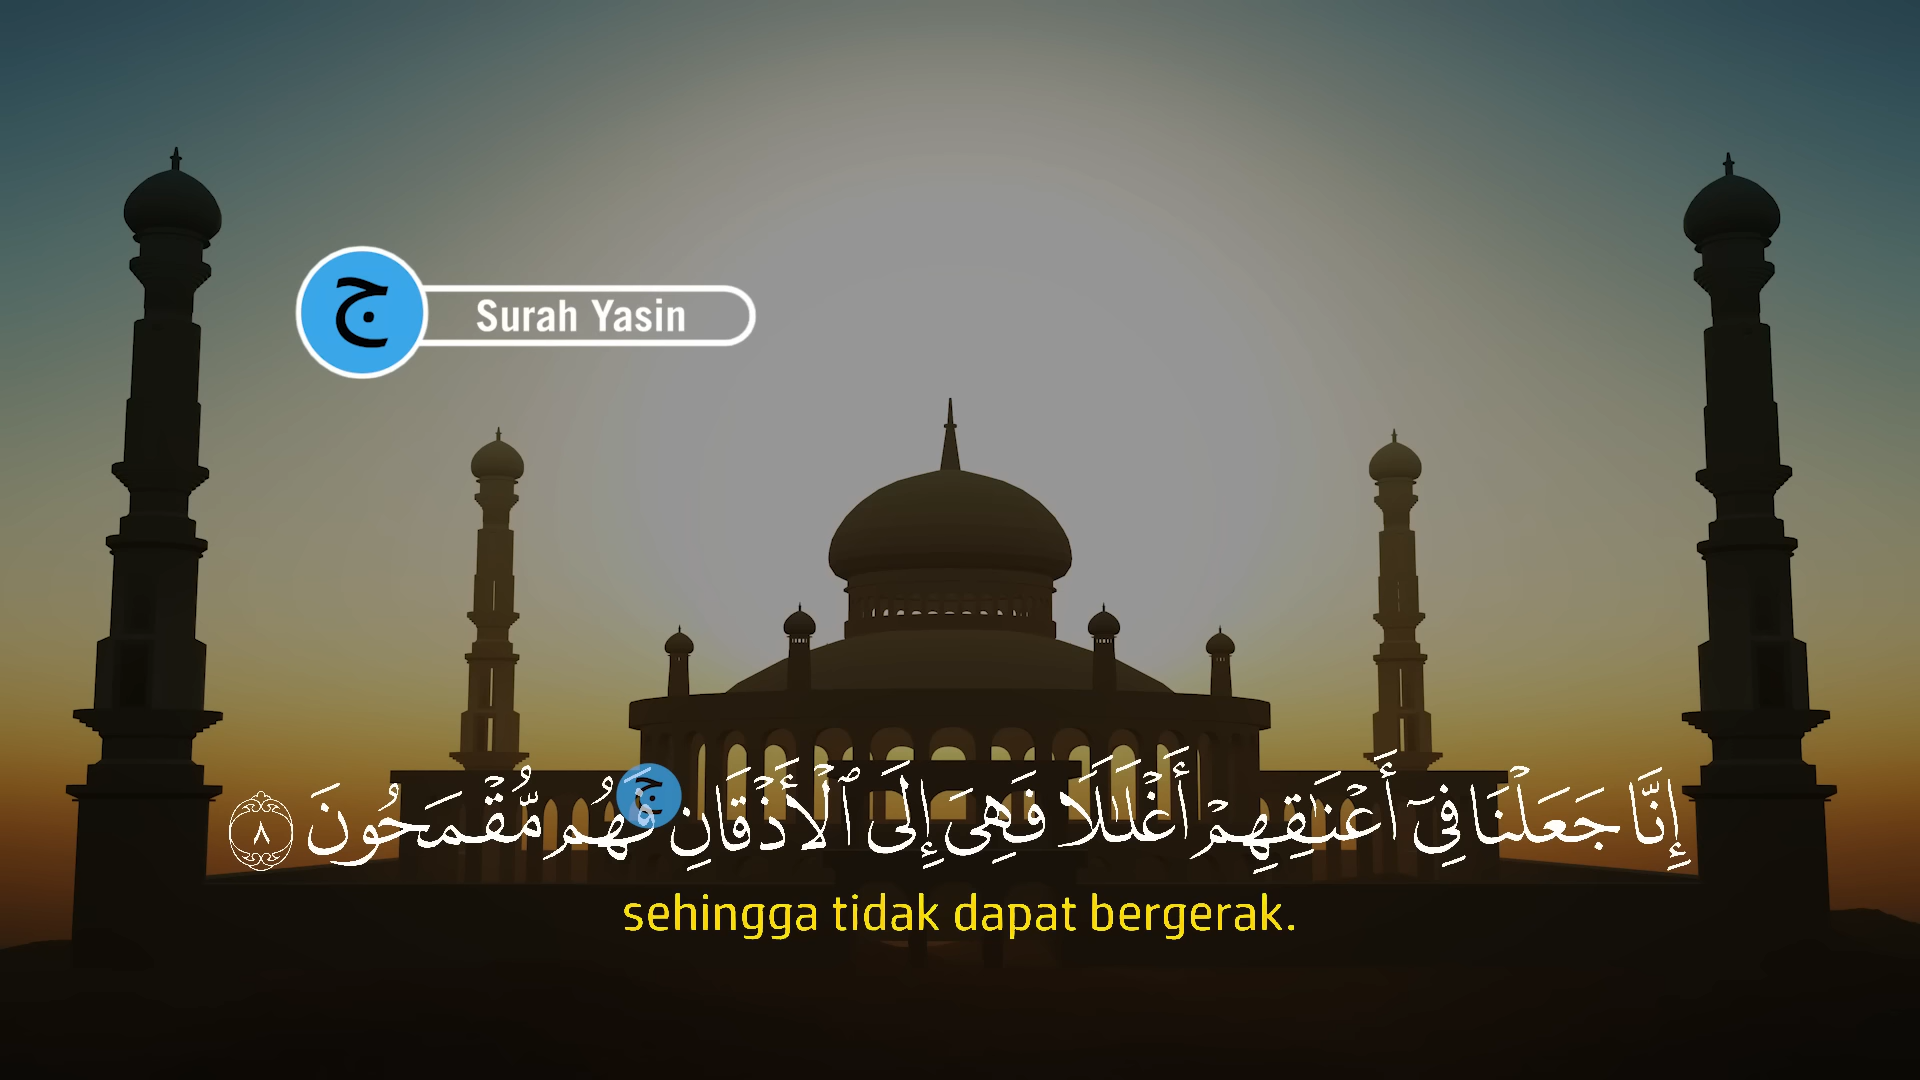 ج
Surah Yasin
إِنَّا جَعَلْنَا فِىٓ أَعْنَـٰقِهِمْ أَغْلَـٰلًا فَهِىَ إِلَى ٱلْأَذْقَانِ فَهُم مُّقْمَحُونَ ٨
ج
sehingga tidak dapat bergerak.